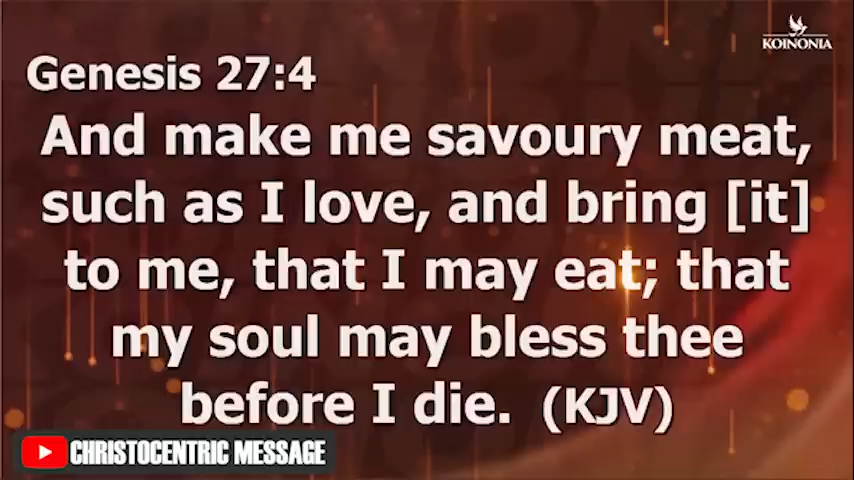 KOINONIA
Genesis 27:4
And make me savoury meat,
such as I love, and bring [it]
to me, that I may eat; that
my soul may bless thee
before I die. (KJV)
CHRISTOCENTRIC MESSAGE